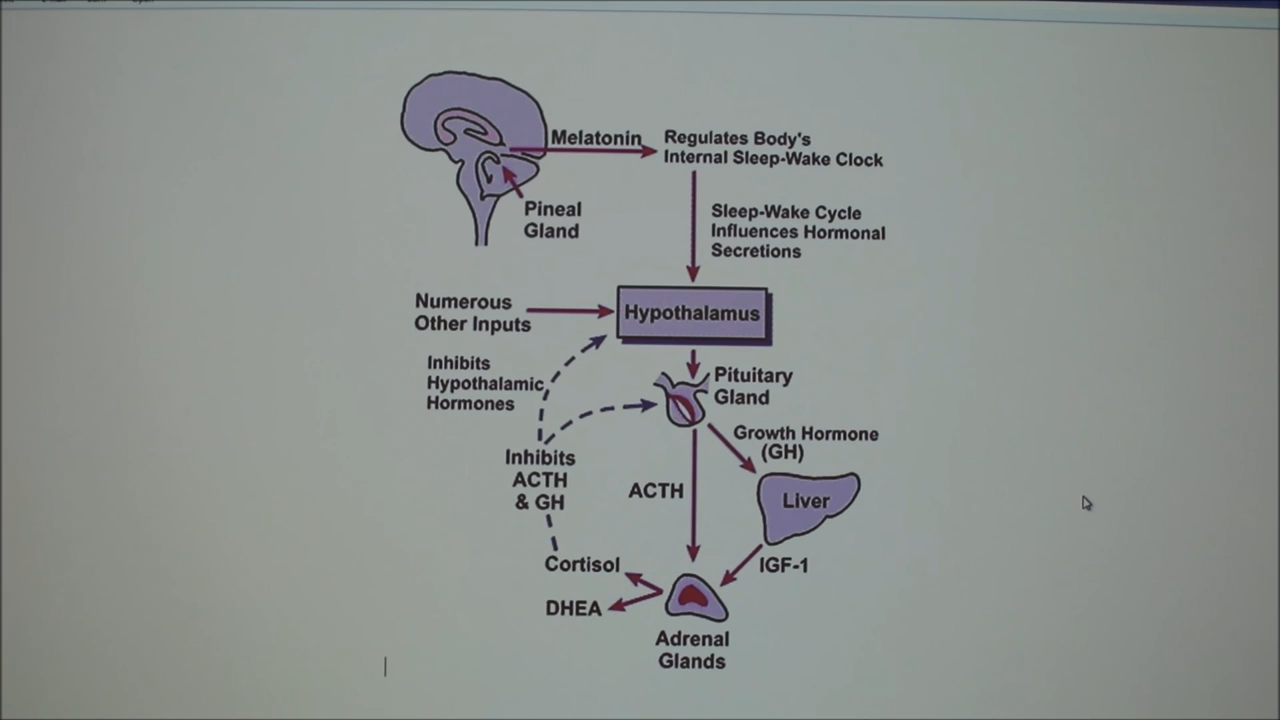 Melatonin
Regulates Body's
Internal Sleep-Wake Clock
Pineal
Gland
Sleep-Wake Cycle
Influences Hormonal
Secretions
Numerous
Other Inputs
Hypothalamus
Inhibits
Hypothalamic
Hormones
Pituitary
Gland
Growth Hormone
(GH)
Inhibits
ACTH
& GH
ACTH
Liver
Cortisol
IGF-1
DHEA
Adrenal
Glands